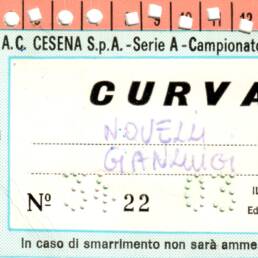 A.C. CESENA S.p.A. - Serie A - Campionato
CURVA
NOVELLI
GIANLUIGI
Nº 22
In caso di smarrimento non sarà amme